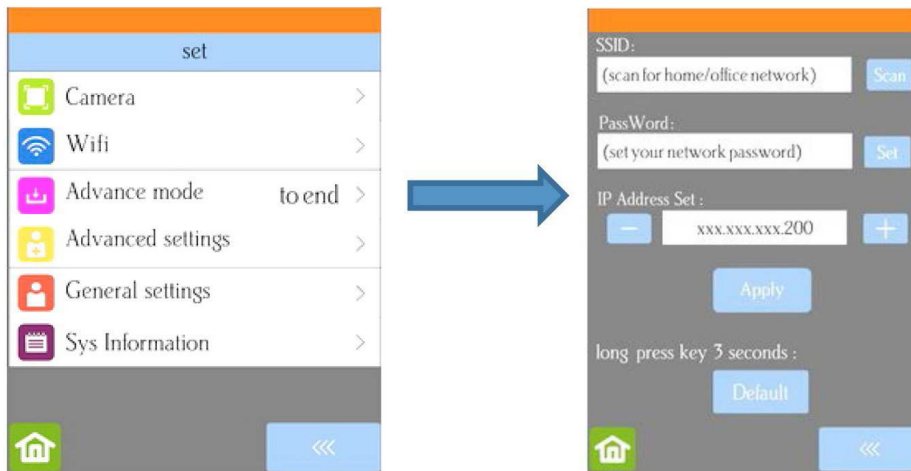 set
Camera
Wifi
Advance mode to end
Advanced settings
General settings
Sys Information
SSID:
(scan for home/office network) Scan
PassWord:
(set your network password) Set
IP Address Set :
xxx.xxx.xxx.200
Apply
long press key 3 seconds :
Default